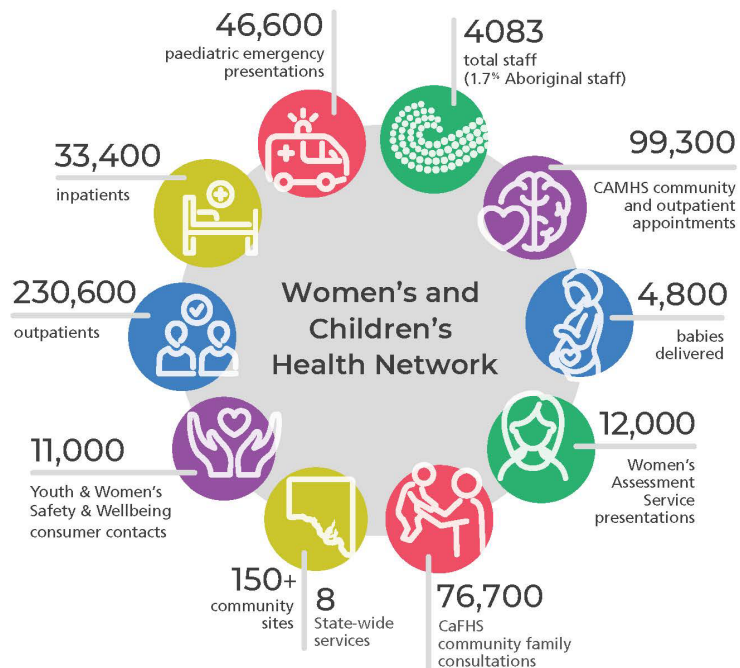 46,600
paediatric emergency
presentations
4083
total staff
(1.7% Aboriginal staff)
33,400
inpatients
99,300
CAMHS community
and outpatient
appointments
230,600
outpatients
Women's and
Children's
Health Network
4,800
babies
delivered
11,000
Youth & Women's
Safety & Wellbeing
consumer contacts
12,000
Women's
Assessment
Service
presentations
150+
community
sites
8
State-wide
services
76,700
CaFHS
community family
consultations